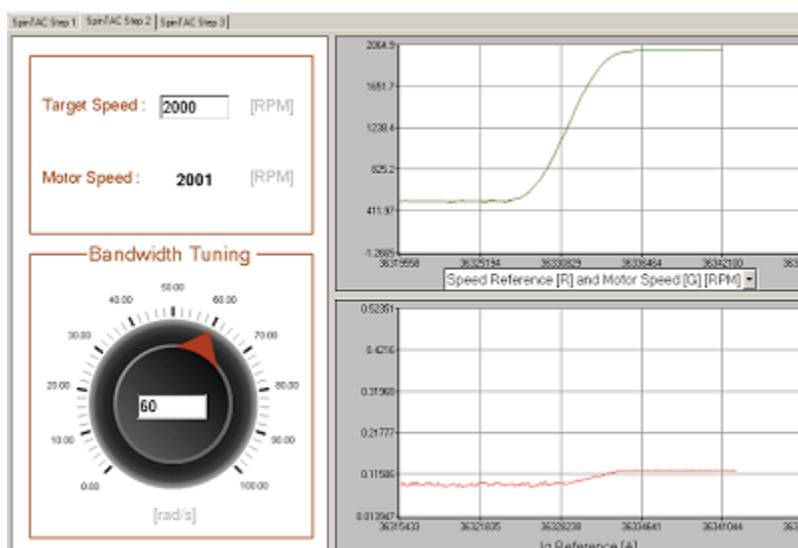 SpinTAC Step 1 SpinTAC Step 2 SpinTAC Step 3
Target Speed : 2000 [RPM]
Motor Speed : 2001 [RPM]
Bandwidth Tuning
50.00
40.00 60.00
30.00 70.00
20.00 80.00
60
10.00 90.00
0.00 100.00
[rad/s]
2064.9
1651.7
1238.4
825.2
411.97
-1.2685
36319558 36325194 36330829 36336464 36342100
Speed Reference [R] and Motor Speed [G] [RPM]
0.52351
0.4216
0.31968
0.21777
0.11586
0.013947
36315433 36321835 36328238 36334641 36341044
Iq Reference [A]